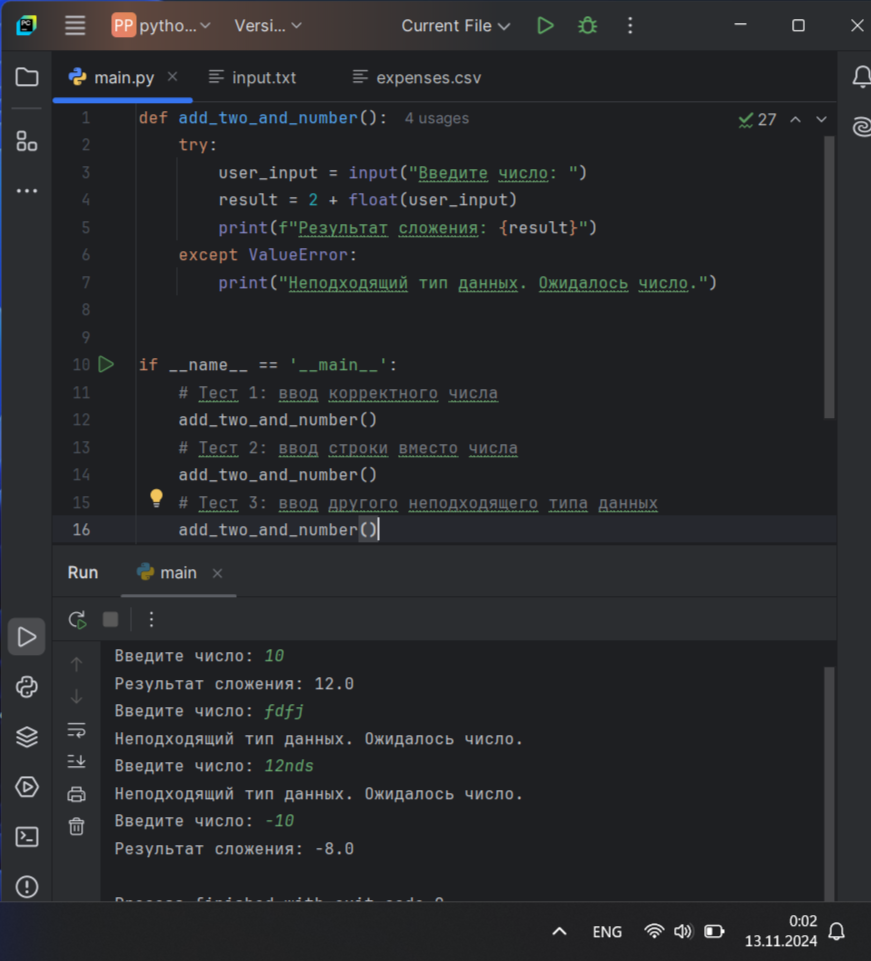 PP pytho... Versi... Current File
main.py input.txt expenses.csv
1 def add_two_and_number(): 4 usages 27
2 try:
3 user_input = input("Введите число: ")
4 result = 2 + float(user_input)
5 print(f"Результат сложения: {result}")
6 except ValueError:
7 print("Неподходящий тип данных. Ожидалось число.")
8
9
10 if __name__ == '__main__':
11 # Тест 1: ввод корректного числа
12 add_two_and_number()
13 # Тест 2: ввод строки вместо числа
14 add_two_and_number()
15 # Тест 3: ввод другого неподходящего типа данных
16 add_two_and_number()
Run main
Введите число: 10
Результат сложения: 12.0
Введите число: fdfj
Неподходящий тип данных. Ожидалось число.
Введите число: 12nds
Неподходящий тип данных. Ожидалось число.
Введите число: -10
Результат сложения: -8.0
Process finished with exit code 0
ENG 0:02
13.11.2024